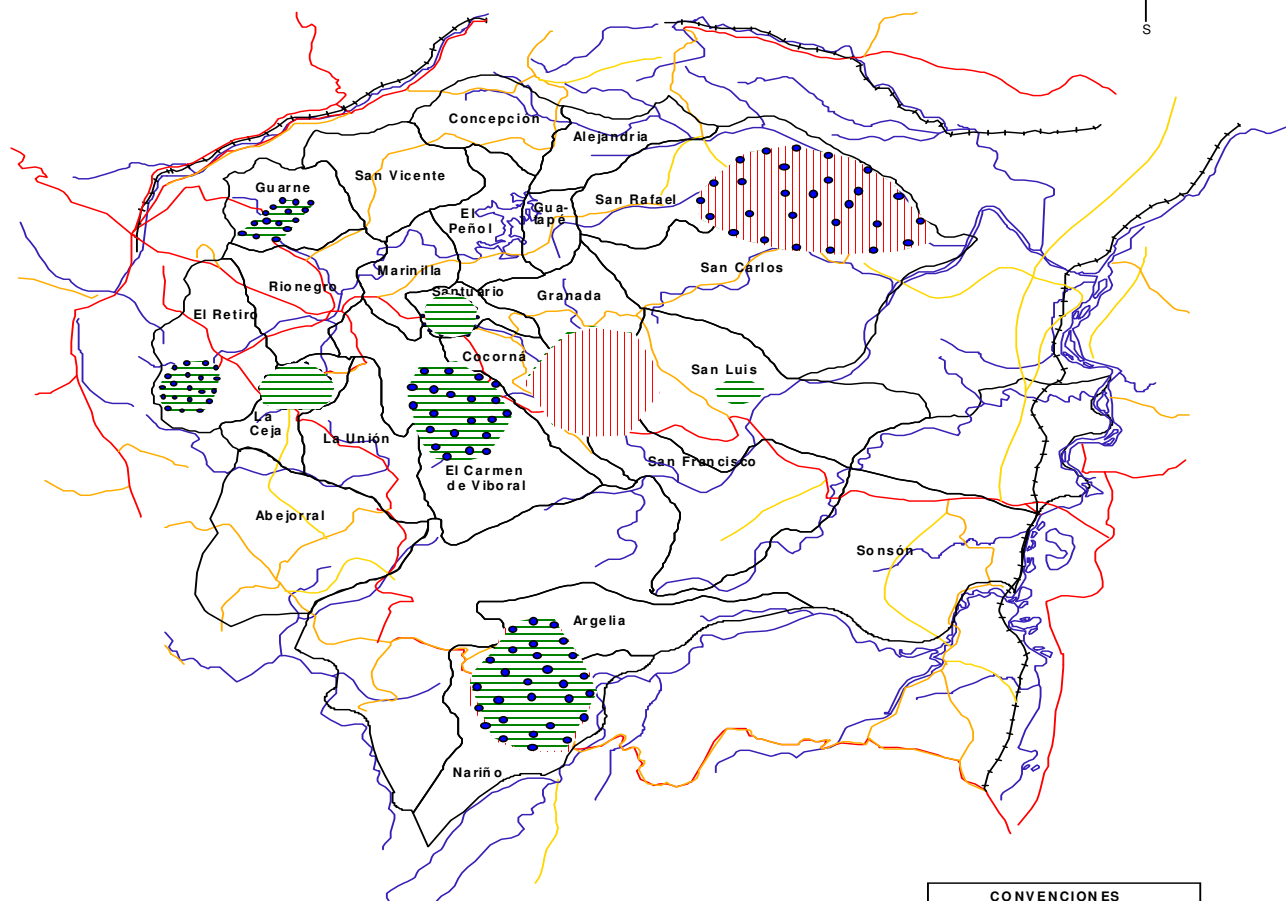 S
Concepción
Alejandria
San Vicente
Guarne
San Rafael
Gua-
tapé
El
Peñol
Marinilla
San Carlos
Rionegro
Santuario
Granada
El Retiro
Cocorná
San Luis
La
Ceja
La Unión
San Francisco
El Carmen
de Viboral
Abejorral
Sonsón
Argelia
Nariño
CONVENCIONES